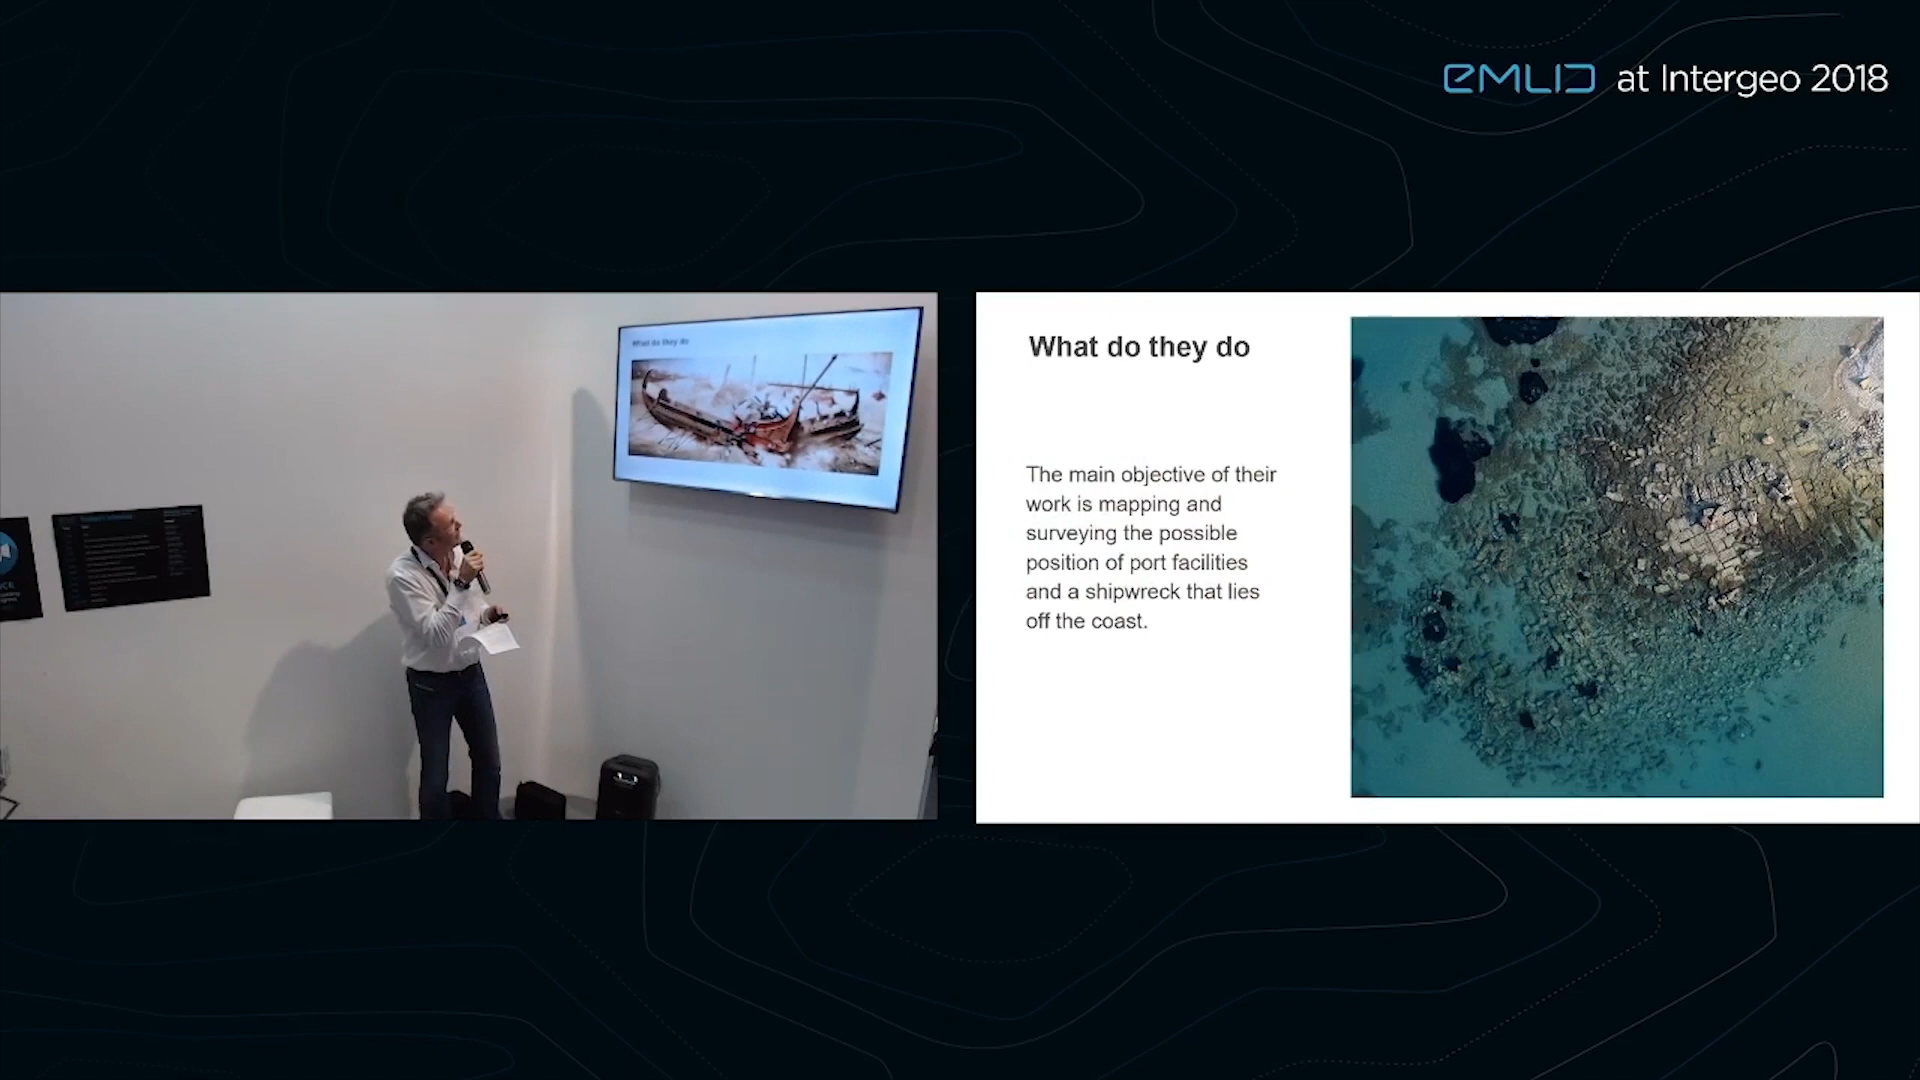 EMLID at Intergeo 2018
What do they do
What do they do
The main objective of their
work is mapping and
surveying the possible
position of port facilities
and a shipwreck that lies
off the coast.